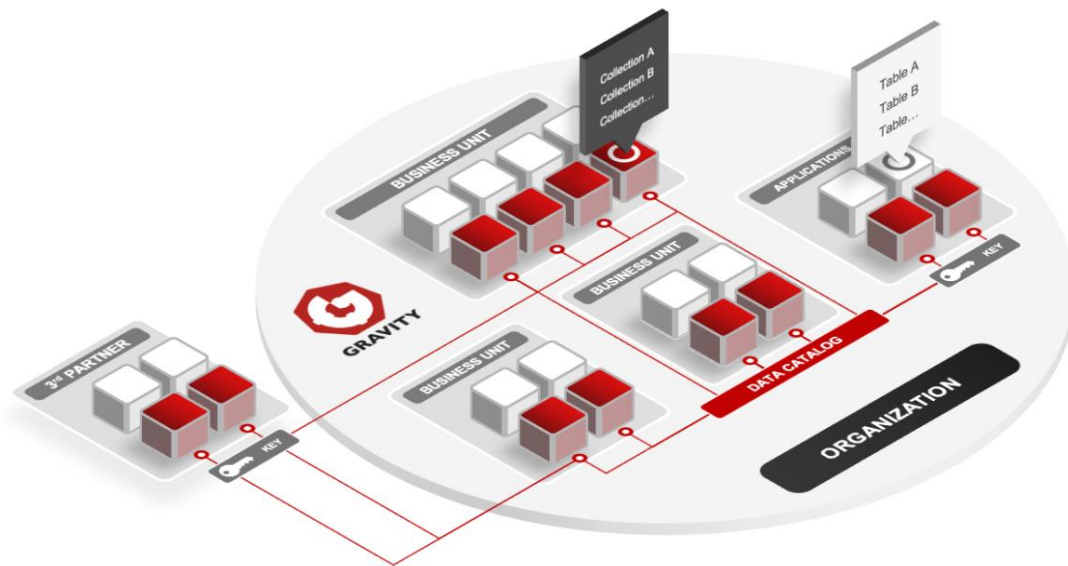 Collection A
Collection B
Collection...
Table A
Table B
Table...
BUSINESS UNIT
APPLICATIONS
BUSINESS UNIT
KEY
GRAVITY
3rd PARTNER
BUSINESS UNIT
DATA CATALOG
ORGANIZATION
KEY